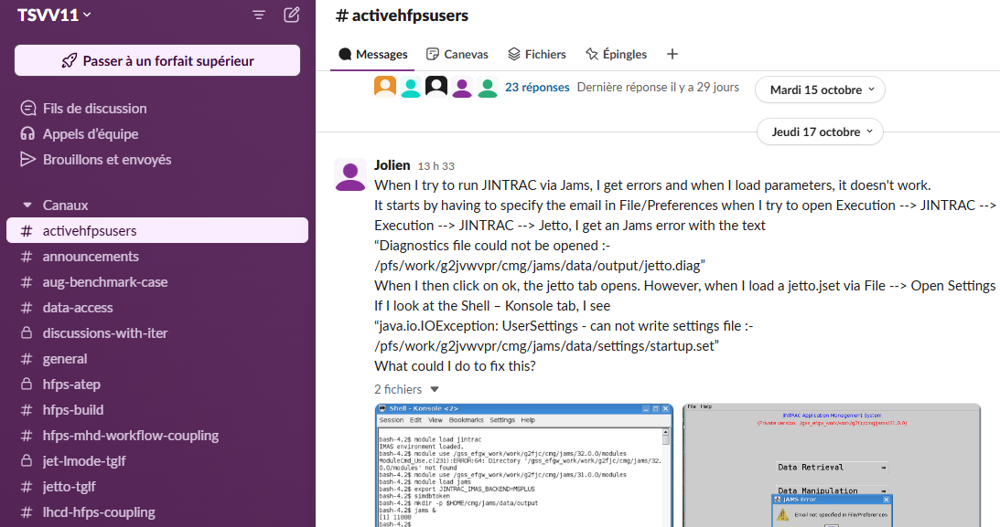 TSVV11
Passer à un forfait supérieur
Fils de discussion
Appels d'équipe
Brouillons et envoyés
Canaux
# activehfpsusers
# announcements
# aug-benchmark-case
# data-access
discussions-with-iter
# general
hfps-atep
# hfps-build
# hfps-mhd-workflow-coupling
jet-lmode-tglf
# jetto-tglf
# lhcd-hfps-coupling
# activehfpsusers
Messages Canevas Fichiers Épingles +
23 réponses Dernière réponse il y a 29 jours
Mardi 15 octobre
Jeudi 17 octobre
Jolien 13 h 33
When I try to run JINTRAC via Jams, I get errors and when I load parameters, it doesn't work.
It starts by having to specify the email in File/Preferences when I try to open Execution --> JINTRAC -->
Execution --> JINTRAC --> Jetto, I get an Jams error with the text
“Diagnostics file could not be opened :-
/pfs/work/g2jvwvpr/cmg/jams/data/output/jetto.diag”
When I then click on ok, the jetto tab opens. However, when I load a jetto.jset via File --> Open Settings
If I look at the Shell – Konsole tab, I see
“java.io.IOException: UserSettings - can not write settings file :-
/pfs/work/g2jvwvpr/cmg/jams/data/settings/startup.set”
What could I do to fix this?
2 fichiers
Shell - Konsole <2>
Session Edit View Bookmarks Settings Help
bash-4.2$ module load jintrac
IMAS environment loaded.
bash-4.2$ module use /gss_efgw_work/work/g2fjc/cmg/jams/32.0.0/modules
ModuleCmd_Use.c(231):ERROR:64: Directory '/gss_efgw_work/work/g2fjc/cmg/jams/32.
0.0/modules' not found
bash-4.2$ module use /gss_efgw_work/work/g2fjc/cmg/jams/31.0.0/modules
bash-4.2$ module load jams
bash-4.2$ export JINTRAC_IMAS_BACKEND=MSPLUS
bash-4.2$ simdbtoken
bash-4.2$ mkdir -p $HOME/cmg/jams/data/output
bash-4.2$ jams &
[1] 11808
bash-4.2$
File Help
JINTRAC Application Management System
(Private version: /gss_efgw_work/work/g2fjc/cmg/jams/31.0.0)
Data Retrieval
Data Manipulation
JAMS Error
Email not specified in File/Preferences